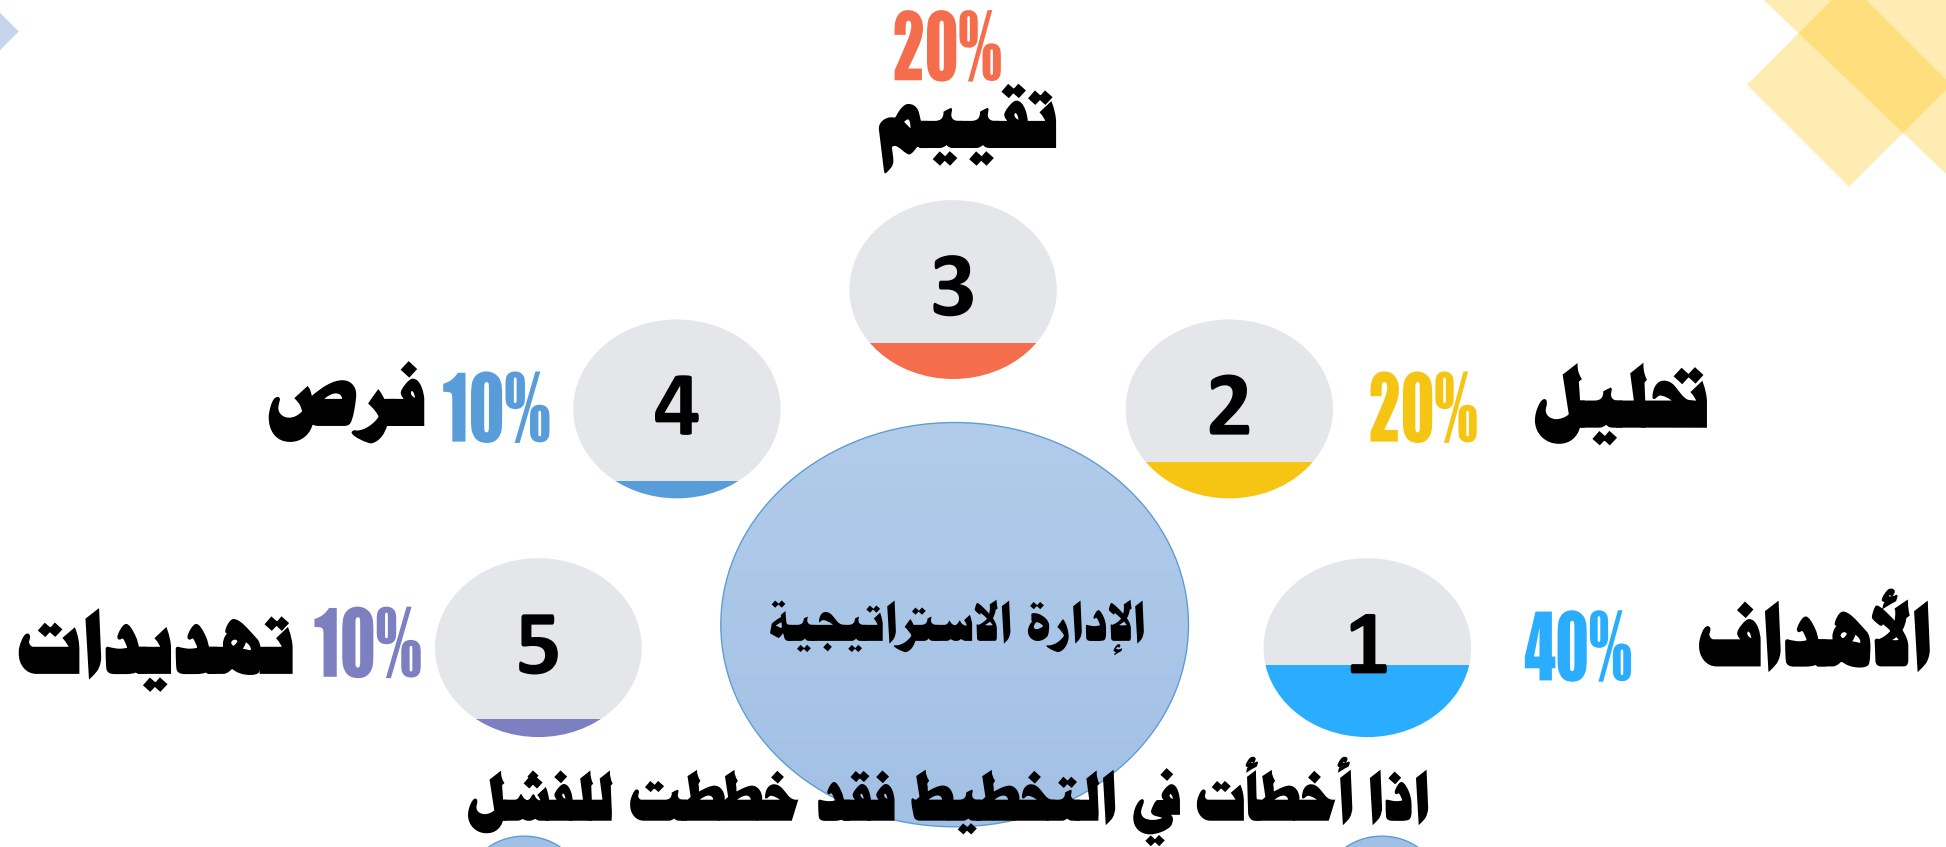 20%
تقييم
3
فرص 10% 4
2 20% تحليل
تهديدات 10% 5
الإدارة الاستراتيجية
1 40% الأهداف
اذا أخطأت في التخطيط فقد خططت للفشل